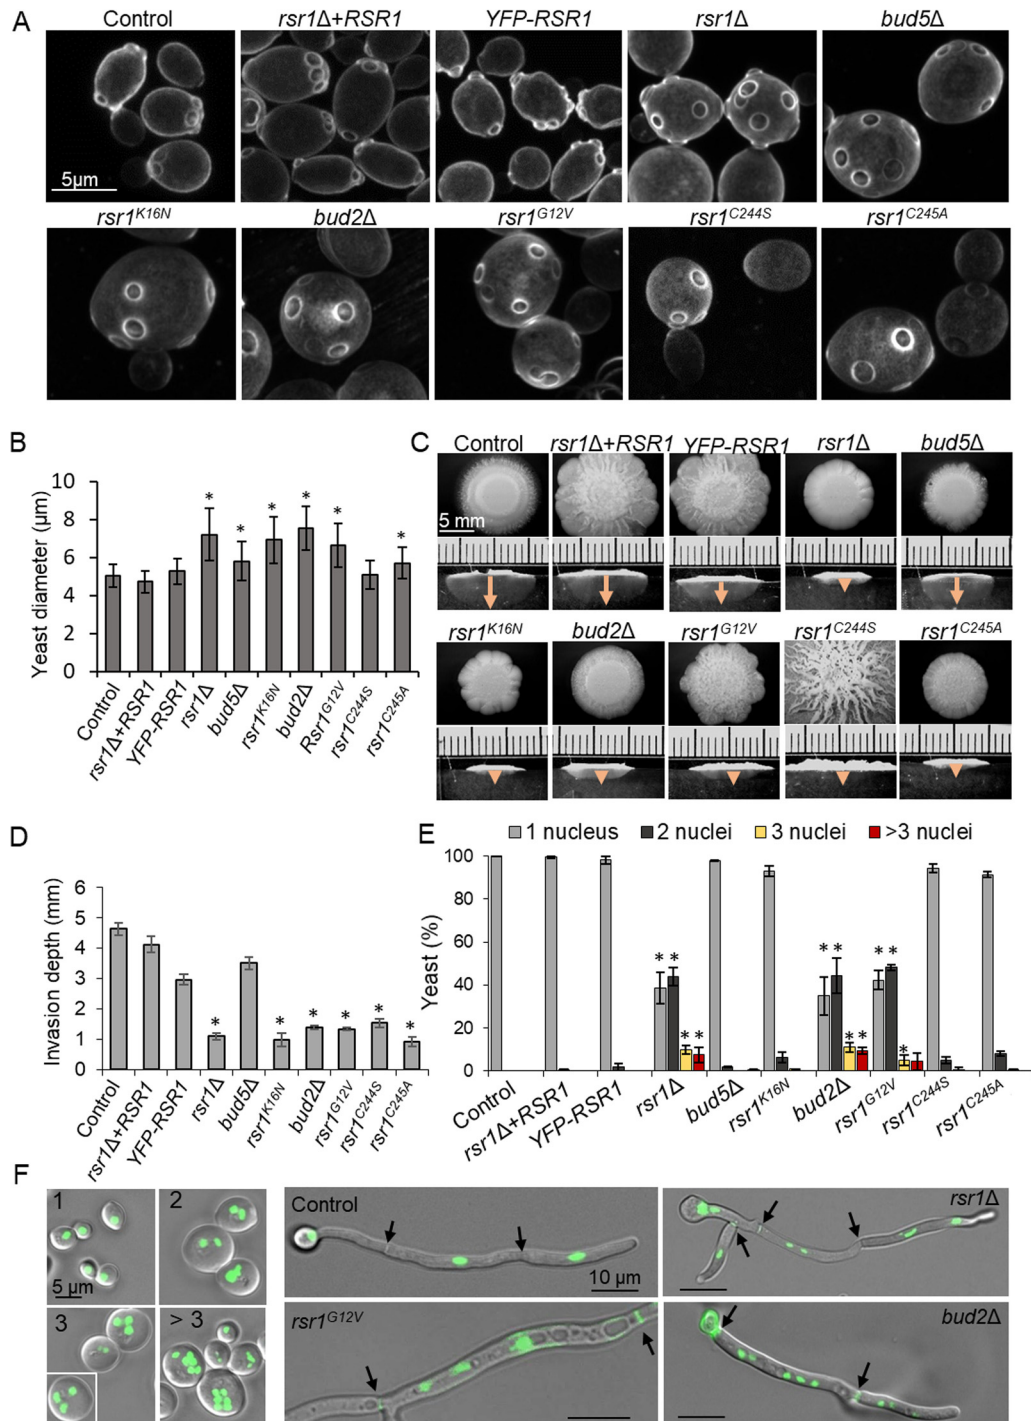 A
Control
rsr1Δ+RSR1
YFP-RSR1
rsr1Δ
bud5Δ
5µm
rsr1K16N
bud2Δ
rsr1G12V
rsr1C244S
rsr1C245A
B
Yeast diameter (µm)
10
8
6
4
2
0
Control
rsr1Δ+RSR1
YFP-RSR1
rsr1Δ
bud5Δ
rsr1K16N
bud2Δ
Rsr1G12V
rsr1C244S
rsr1C245A
* * * * * *
C
Control
rsr1Δ+RSR1
YFP-RSR1
rsr1Δ
bud5Δ
5 mm
rsr1K16N
bud2Δ
rsr1G12V
rsr1C244S
rsr1C245A
D
Invasion depth (mm)
6
5
4
3
2
1
0
* * * * * *
Control
rsr1Δ+RSR1
YFP-RSR1
rsr1Δ
bud5Δ
rsr1K16N
bud2Δ
rsr1G12V
rsr1C244S
rsr1C245A
E
1 nucleus
2 nuclei
3 nuclei
>3 nuclei
Yeast (%)
100
80
60
40
20
0
* * * *
* * * *
* * *
Control
rsr1Δ+RSR1
YFP-RSR1
rsr1Δ
bud5Δ
rsr1K16N
bud2Δ
rsr1G12V
rsr1C244S
rsr1C245A
F
1
2
5 µm
3
> 3
Control
10 µm
rsr1Δ
rsr1G12V
bud2Δ